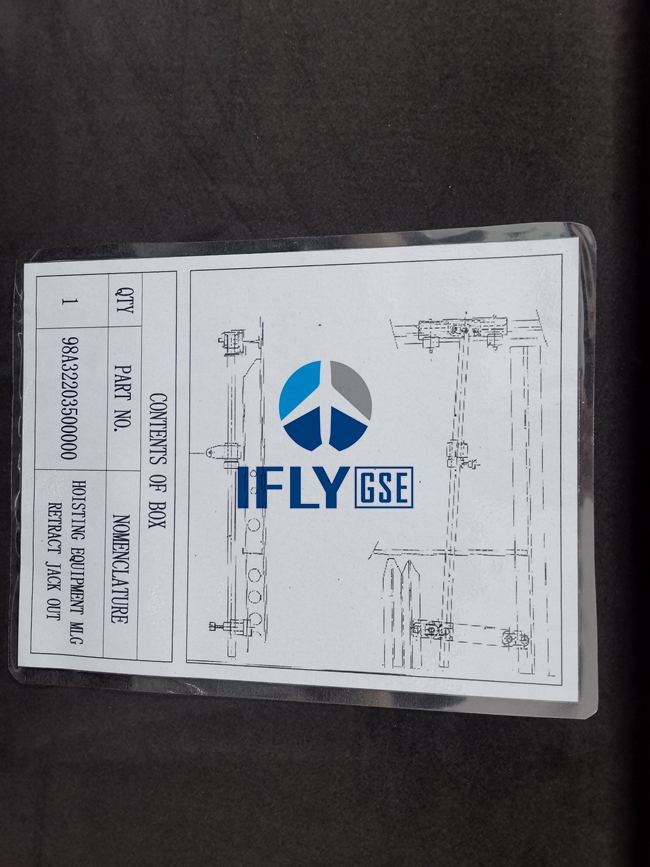 CONTENTS OF BOX
QTY PART NO. NOMENCLATURE
1 98A32203500000 HOISTING EQUIPMENT MLG
RETRACT JACK OUT
IFLY GSE